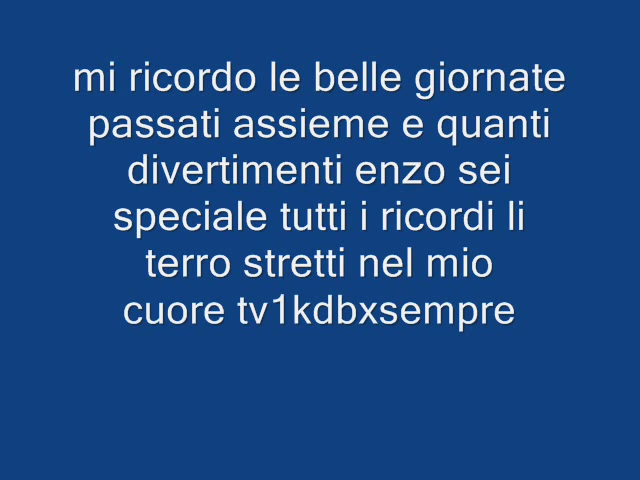 mi ricordo le belle giornate
passati assieme e quanti
divertimenti enzo sei
speciale tutti i ricordi li
terro stretti nel mio
cuore tv1kdbxsempre